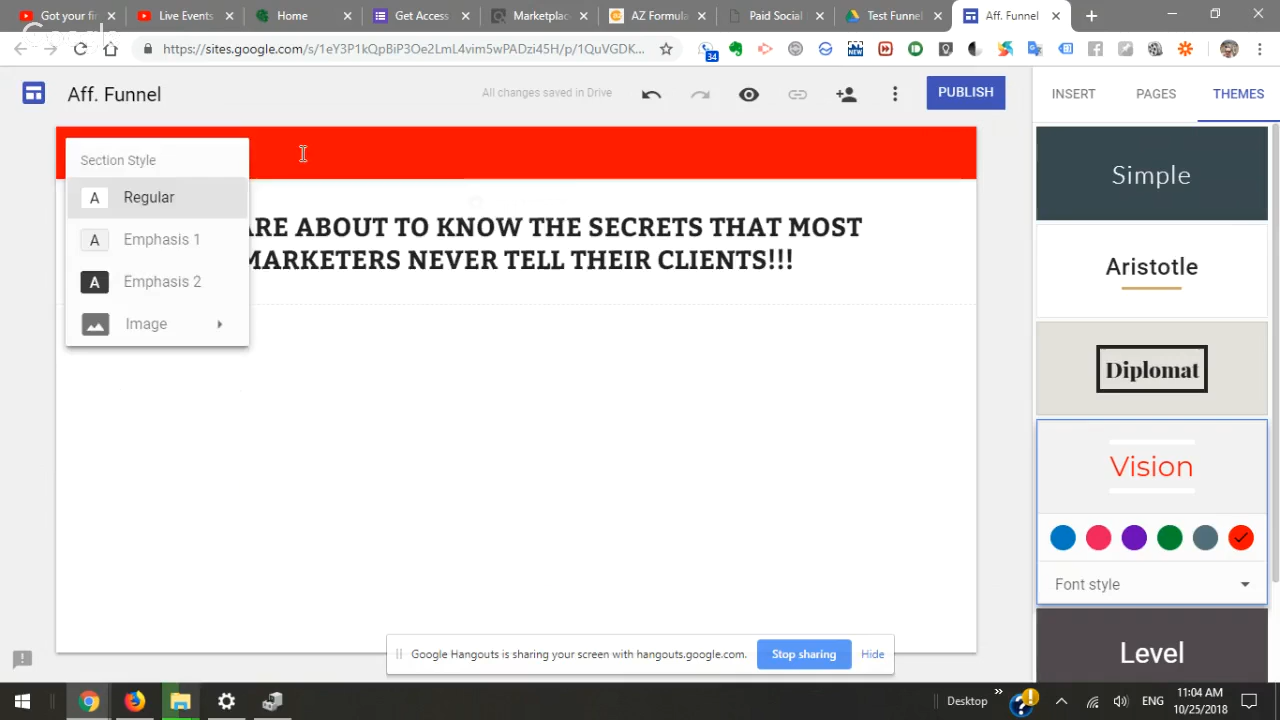 Got your fi
Live Events
Home
Get Access
Marketplac
AZ Formula
Paid Social
Test Funnel
Aff. Funnel
Google
https://sites.google.com/s/1eY3P1kQpBiP3Oe2LmL4vim5wPADzi45H/p/1QuVGDK...
34
NEW
Aff. Funnel
All changes saved in Drive
PUBLISH
INSERT
PAGES
THEMES
Section Style
A Regular
A Emphasis 1
A Emphasis 2
Image
ARE ABOUT TO KNOW THE SECRETS THAT MOST
MARKETERS NEVER TELL THEIR CLIENTS!!!
Simple
Aristotle
Diplomat
Vision
Font style
Level
Google Hangouts is sharing your screen with hangouts.google.com.
Stop sharing
Hide
Desktop
ENG
11:04 AM
10/25/2018